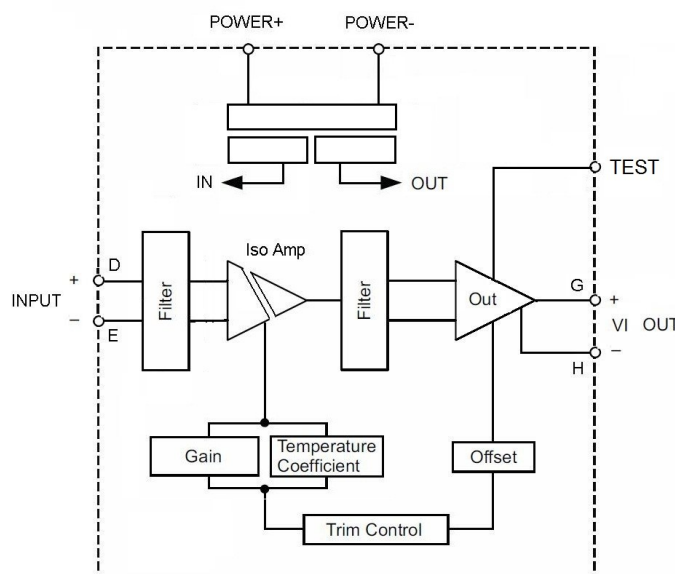 POWER+ POWER-
IN OUT
TEST
Iso Amp
+ D
INPUT
– E
Filter
Filter
Out
G +
VI OUT
H –
Gain
Temperature
Coefficient
Offset
Trim Control